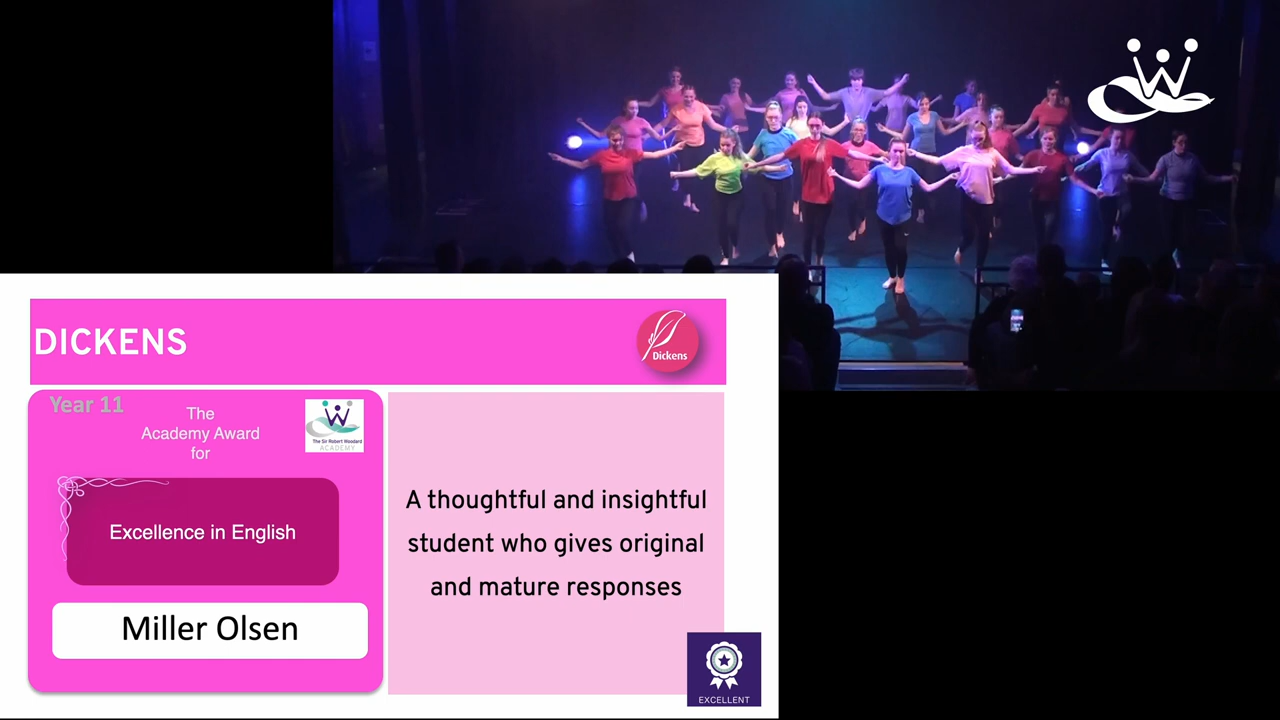 DICKENS
Dickens
Year 11
The
Academy Award
for
The Sir Robert Woodard
ACADEMY
Excellence in English
Miller Olsen
A thoughtful and insightful
student who gives original
and mature responses
EXCELLENT